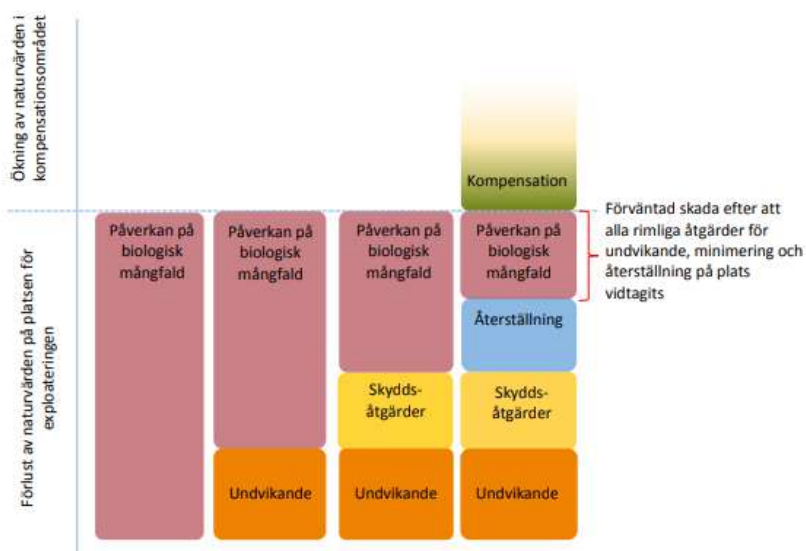 Ökning av naturvärden i
kompensationsområdet
Förlust av naturvärden på platsen för
exploateringen
Påverkan på
biologisk
mångfald
Påverkan på
biologisk
mångfald
Undvikande
Påverkan på
biologisk
mångfald
Skydds-
åtgärder
Undvikande
Kompensation
Påverkan på
biologisk
mångfald
Återställning
Skydds-
åtgärder
Undvikande
Förväntad skada efter att
alla rimliga åtgärder för
undvikande, minimering och
återställning på plats
vidtagits